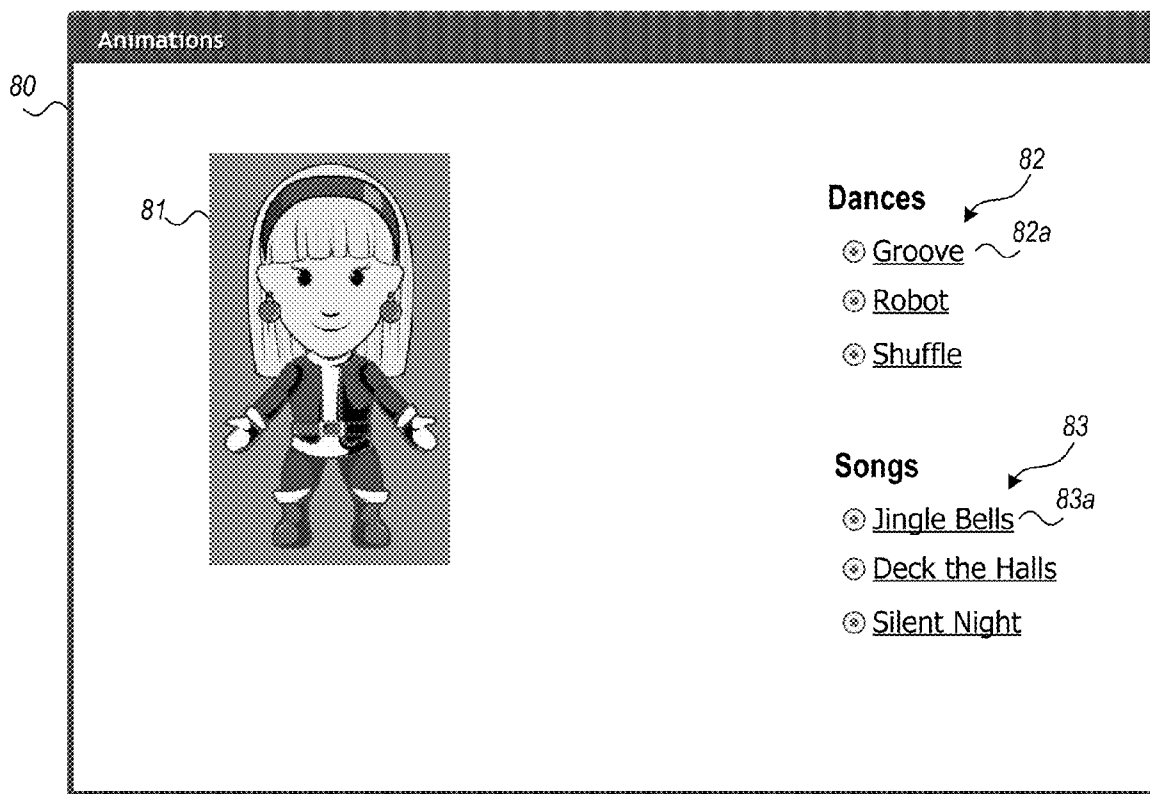 Animations
80
81
82
Dances
82a
Groove
Robot
Shuffle
83
Songs
83a
Jingle Bells
Deck the Halls
Silent Night